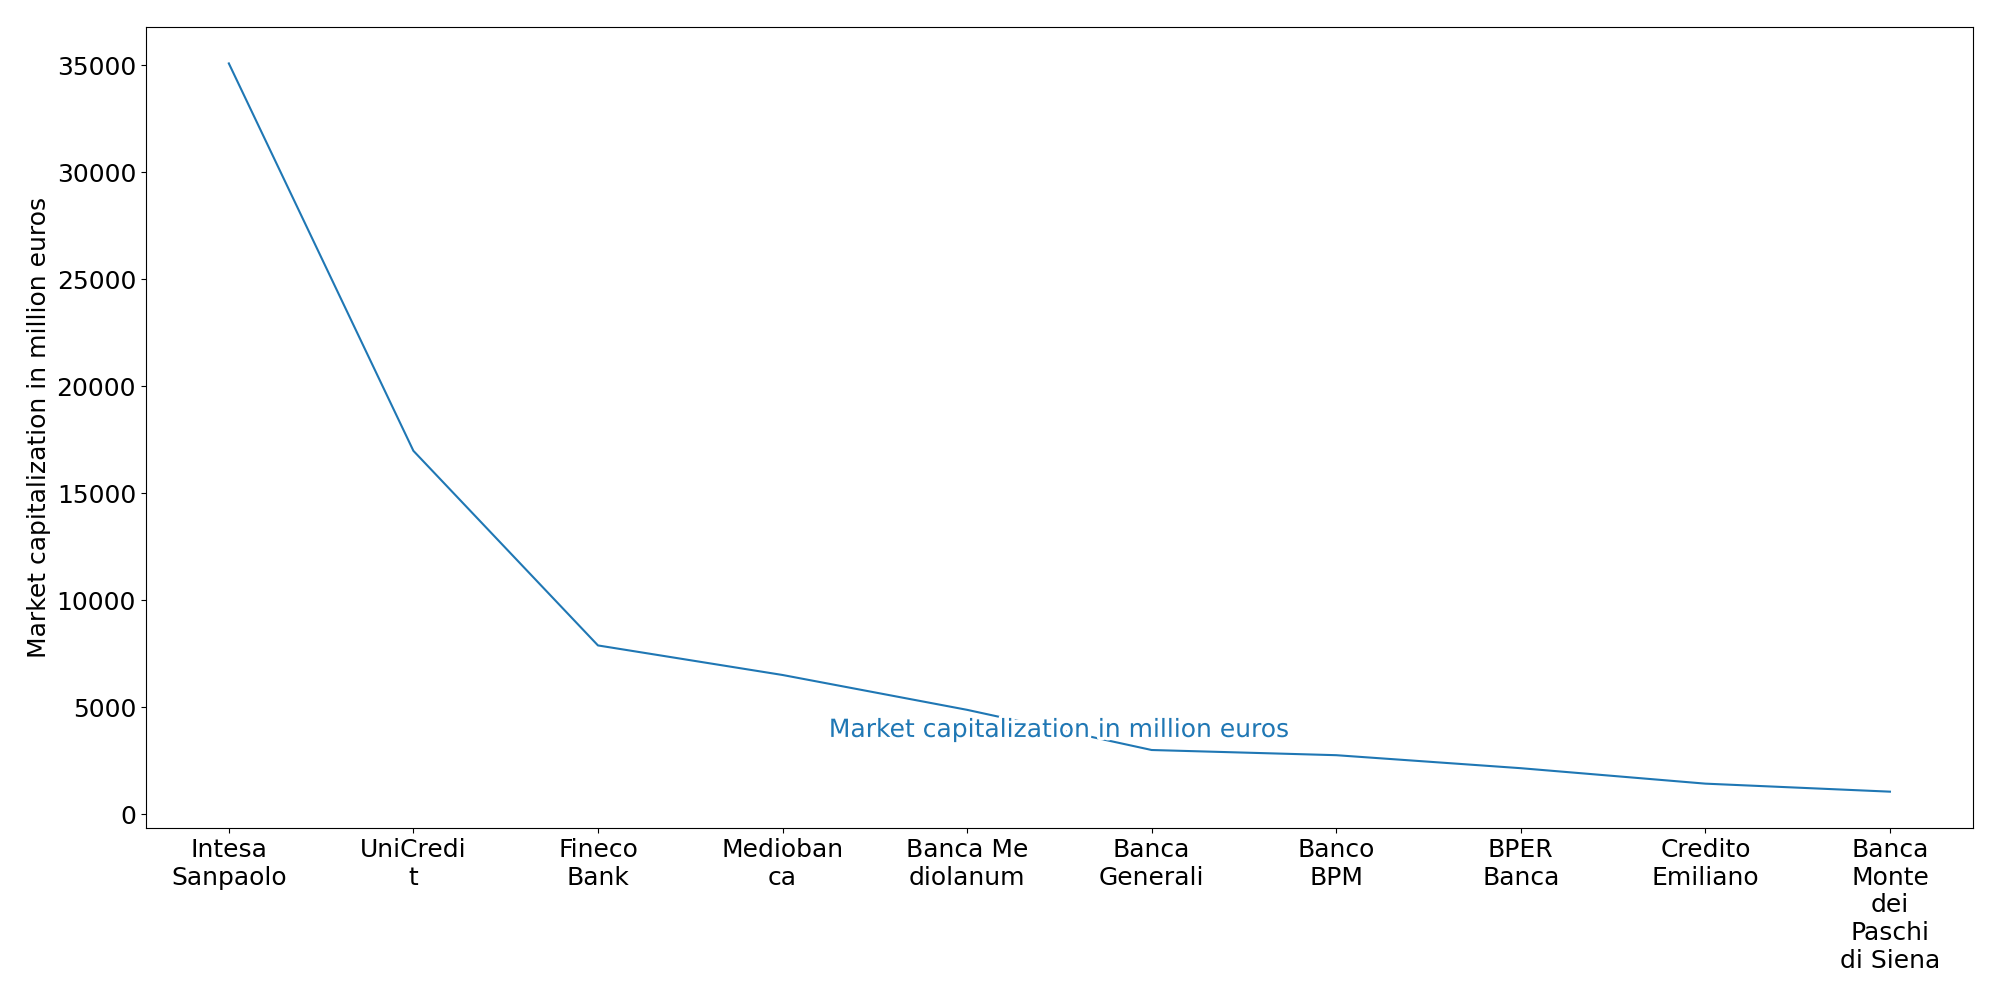 Market capitalization in million euros
35000
30000
25000
20000
15000
10000
5000
0
Market capitalization in million euros
Intesa
Sanpaolo
UniCredi
t
Fineco
Bank
Medioban
ca
Banca Me
diolanum
Banca
Generali
Banco
BPM
BPER
Banca
Credito
Emiliano
Banca
Monte
dei
Paschi
di Siena